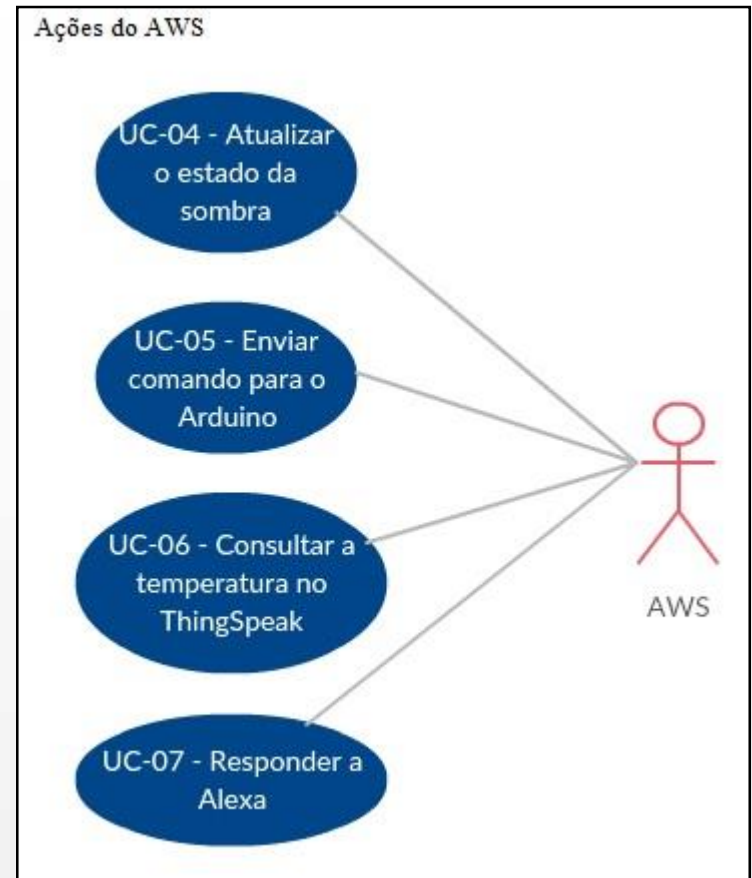 Ações do AWS
UC-04 - Atualizar
o estado da
sombra
UC-05 - Enviar
comando para o
Arduino
UC-06 - Consultar a
temperatura no
ThingSpeak
AWS
UC-07 - Responder a
Alexa